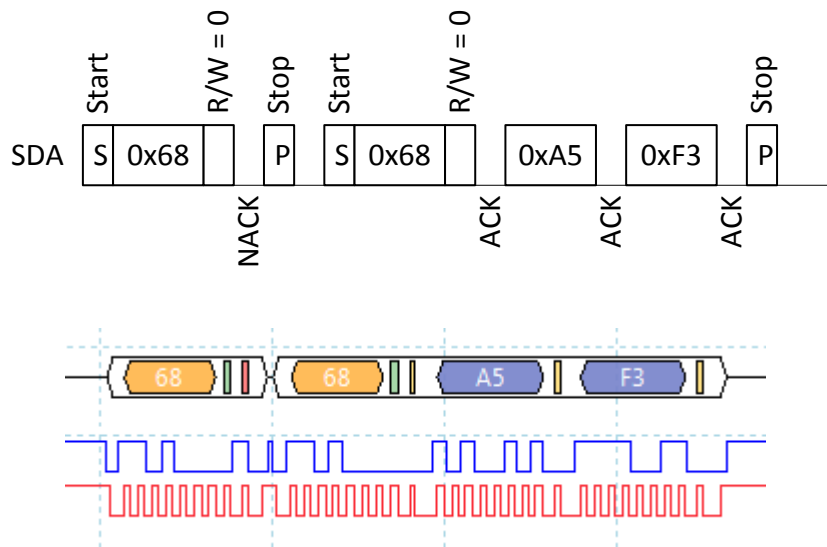 Start R/W = 0 Stop Start R/W = 0 Stop
SDA S 0x68 P S 0x68 0xA5 0xF3 P
NACK ACK ACK ACK
68 68 A5 F3